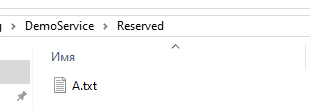 DemoService > Reserved
Имя
A.txt